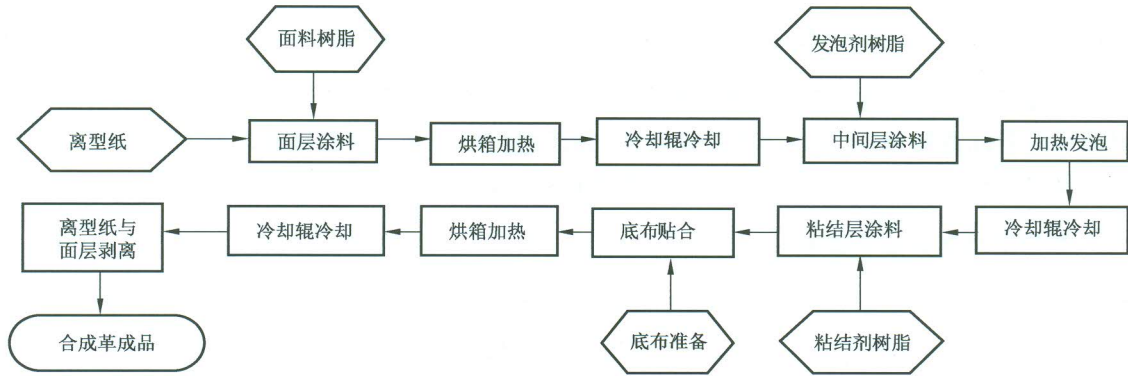 面料树脂
发泡剂树脂
离型纸
面层涂料
烘箱加热
冷却辊冷却
中间层涂料
加热发泡
离型纸与
面层剥离
冷却辊冷却
烘箱加热
底布贴合
粘结层涂料
冷却辊冷却
合成革成品
底布准备
粘结剂树脂